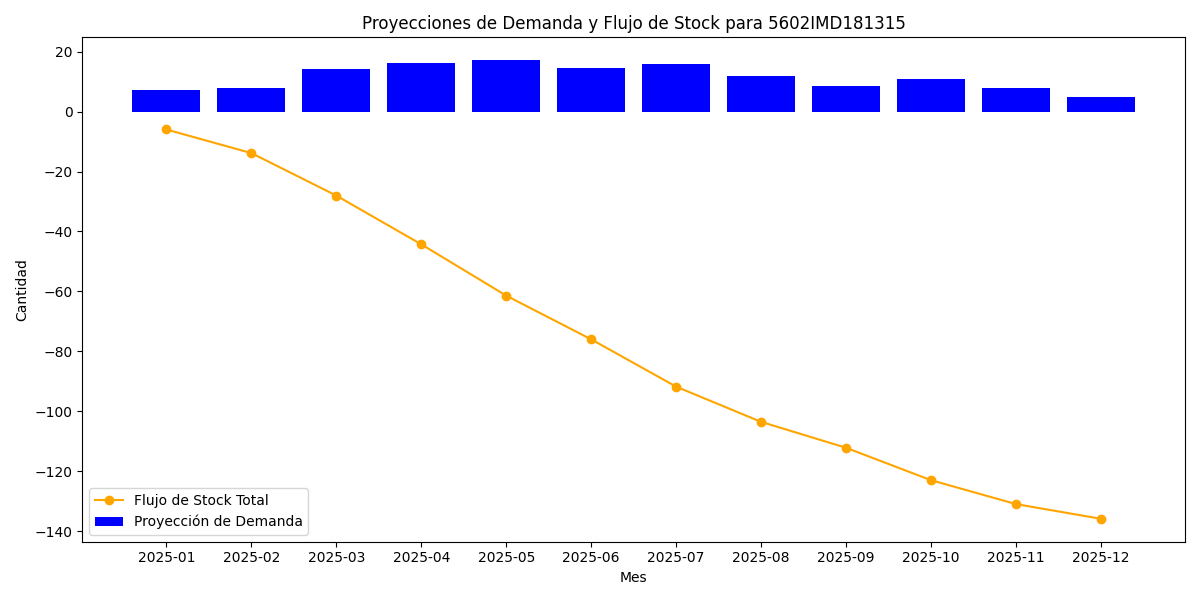 Proyecciones de Demanda y Flujo de Stock para 5602IMD181315
Cantidad
20
0
−20
−40
−60
−80
−100
−120
−140
Flujo de Stock Total
Proyección de Demanda
2025-01 2025-02 2025-03 2025-04 2025-05 2025-06 2025-07 2025-08 2025-09 2025-10 2025-11 2025-12
Mes